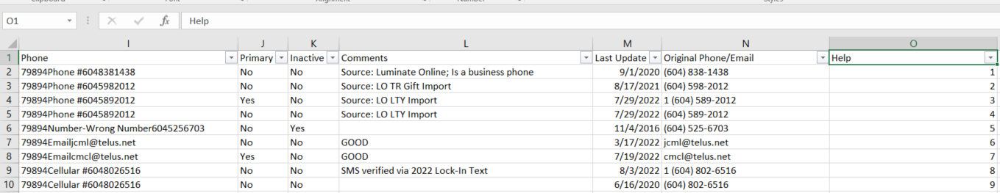 Clipboard Font Alignment Number Styles
O1 fx Help
I J K L M N O
1 Phone Primary Inactive Comments Last Update Original Phone/Email Help
2 79894Phone #6048381438 No No Source: Luminate Online; Is a business phone 9/1/2020 (604) 838-1438 1
3 79894Phone #6045982012 No No Source: LO TR Gift Import 8/17/2021 (604) 598-2012 2
4 79894Phone #6045892012 Yes No Source: LO LTY Import 7/29/2022 1 (604) 589-2012 3
5 79894Phone #6045892012 No No Source: LO LTY Import 7/29/2022 (604) 589-2012 4
6 79894Number-Wrong Number6045256703 No Yes 11/4/2016 (604) 525-6703 5
7 79894Emailjcml@telus.net No No GOOD 3/17/2022 jcml@telus.net 6
8 79894Emailcmcl@telus.net Yes No GOOD 7/19/2022 cmcl@telus.net 7
9 79894Cellular #6048026516 No No SMS verified via 2022 Lock-In Text 8/3/2022 1 (604) 802-6516 8
10 79894Cellular #6048026516 No No 6/16/2020 (604) 802-6516 9